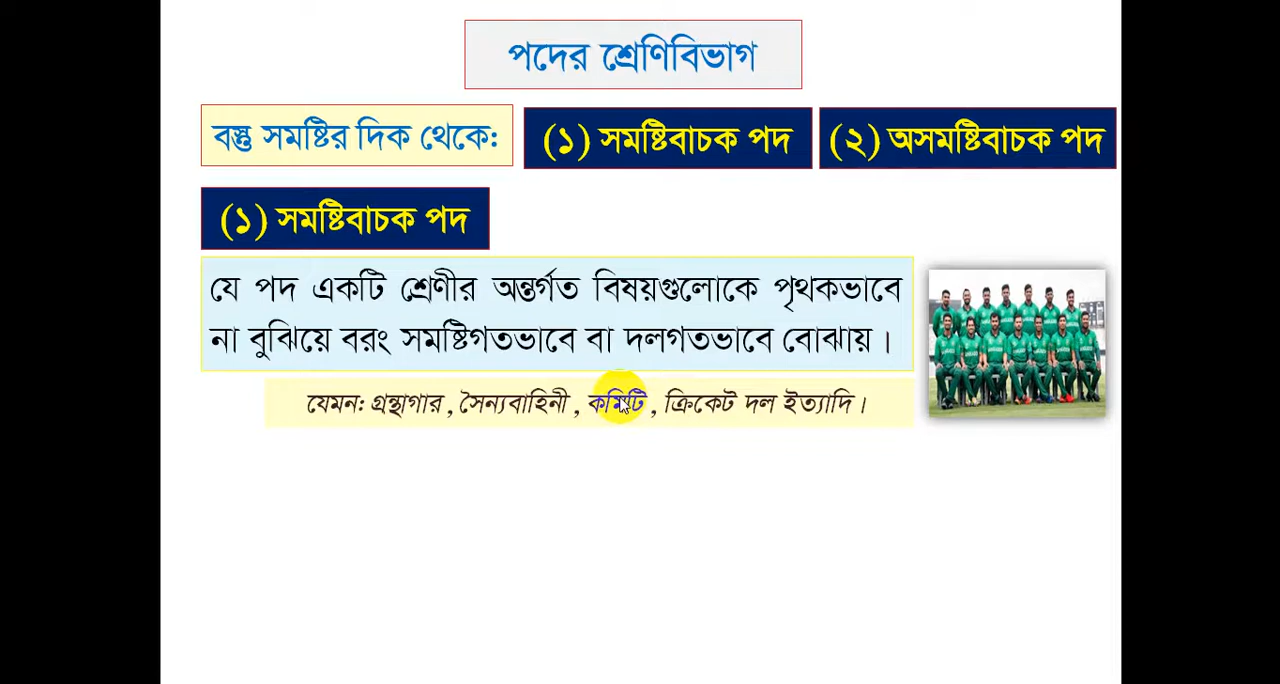 পদের শ্রেণিবিভাগ
বস্তু সমষ্টির দিক থেকে: (১) সমষ্টিবাচক পদ (২) অসমষ্টিবাচক পদ
(১) সমষ্টিবাচক পদ
যে পদ একটি শ্রেণীর অন্তর্গত বিষয়গুলোকে পৃথকভাবে
না বুঝিয়ে বরং সমষ্টিগতভাবে বা দলগতভাবে বোঝায়।
যেমন: গ্রন্থাগার, সৈন্যবাহিনী, কমিটি, ক্রিকেট দল ইত্যাদি।